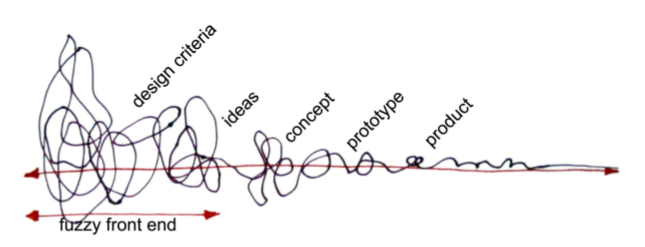 design criteria
ideas
concept
prototype
product
fuzzy front end